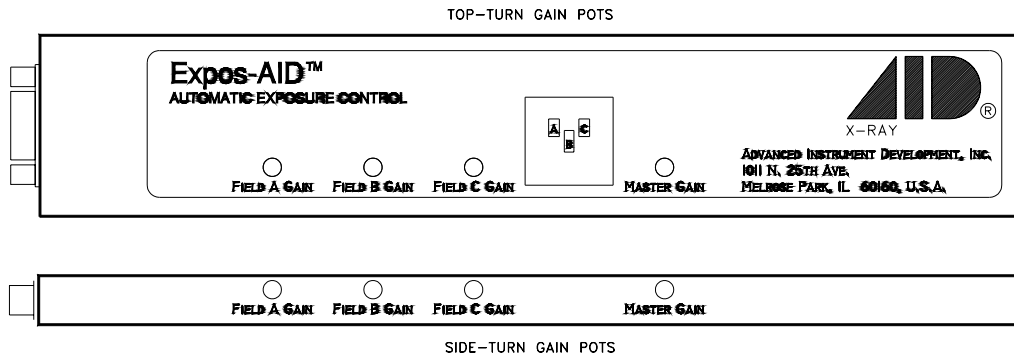 TOP-TURN GAIN POTS
Expos-AID™
AUTOMATIC EXPOSURE CONTROL
A C
B
AID®
X-RAY
ADVANCED INSTRUMENT DEVELOPMENT, INC.
1011 N. 25TH AVE.
MELROSE PARK, IL 60160, U.S.A.
FIELD A GAIN FIELD B GAIN FIELD C GAIN MASTER GAIN
FIELD A GAIN FIELD B GAIN FIELD C GAIN MASTER GAIN
SIDE-TURN GAIN POTS